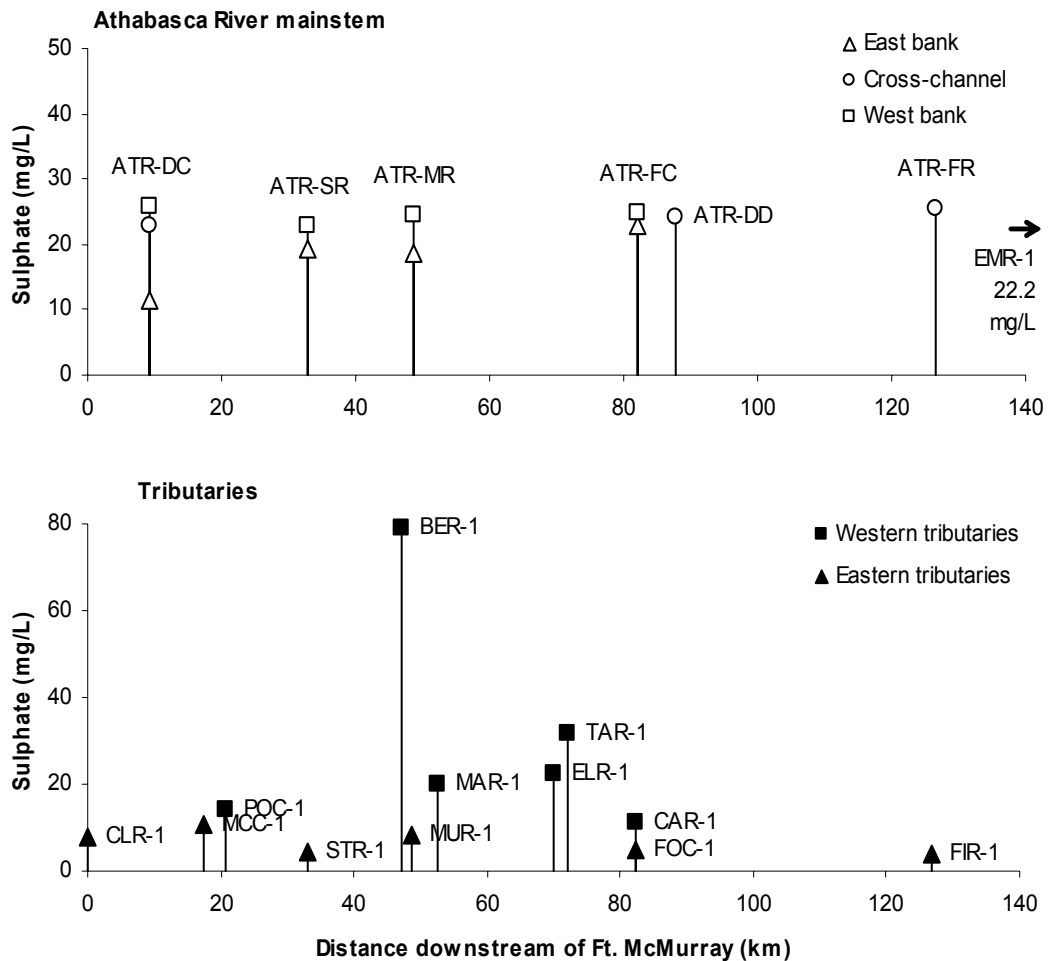 Athabasca River mainstem
East bank
Cross-channel
West bank
Sulphate (mg/L)
60
50
40
30
20
10
0
ATR-DC
ATR-SR
ATR-MR
ATR-FC
ATR-DD
ATR-FR
EMR-1
22.2
mg/L
0 20 40 60 80 100 120 140
Tributaries
Western tributaries
Eastern tributaries
Sulphate (mg/L)
80
60
40
20
0
BER-1
TAR-1
ELR-1
MAR-1
POC-1
MCC-1
CLR-1
STR-1
MUR-1
CAR-1
FOC-1
FIR-1
0 20 40 60 80 100 120 140
Distance downstream of Ft. McMurray (km)